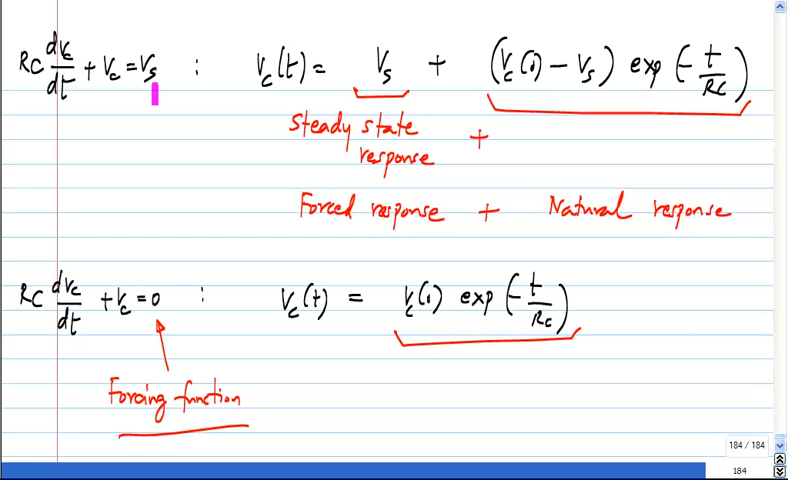 RC dVc/dt + Vc = Vs : Vc(t) = Vs + (Vc(0) − Vs) exp(−t/RC)
Steady state +
response
Forced response + Natural response
RC dVc/dt + Vc = 0 : Vc(t) = Vc(0) exp(−t/RC)
Forcing function
184 / 184
184